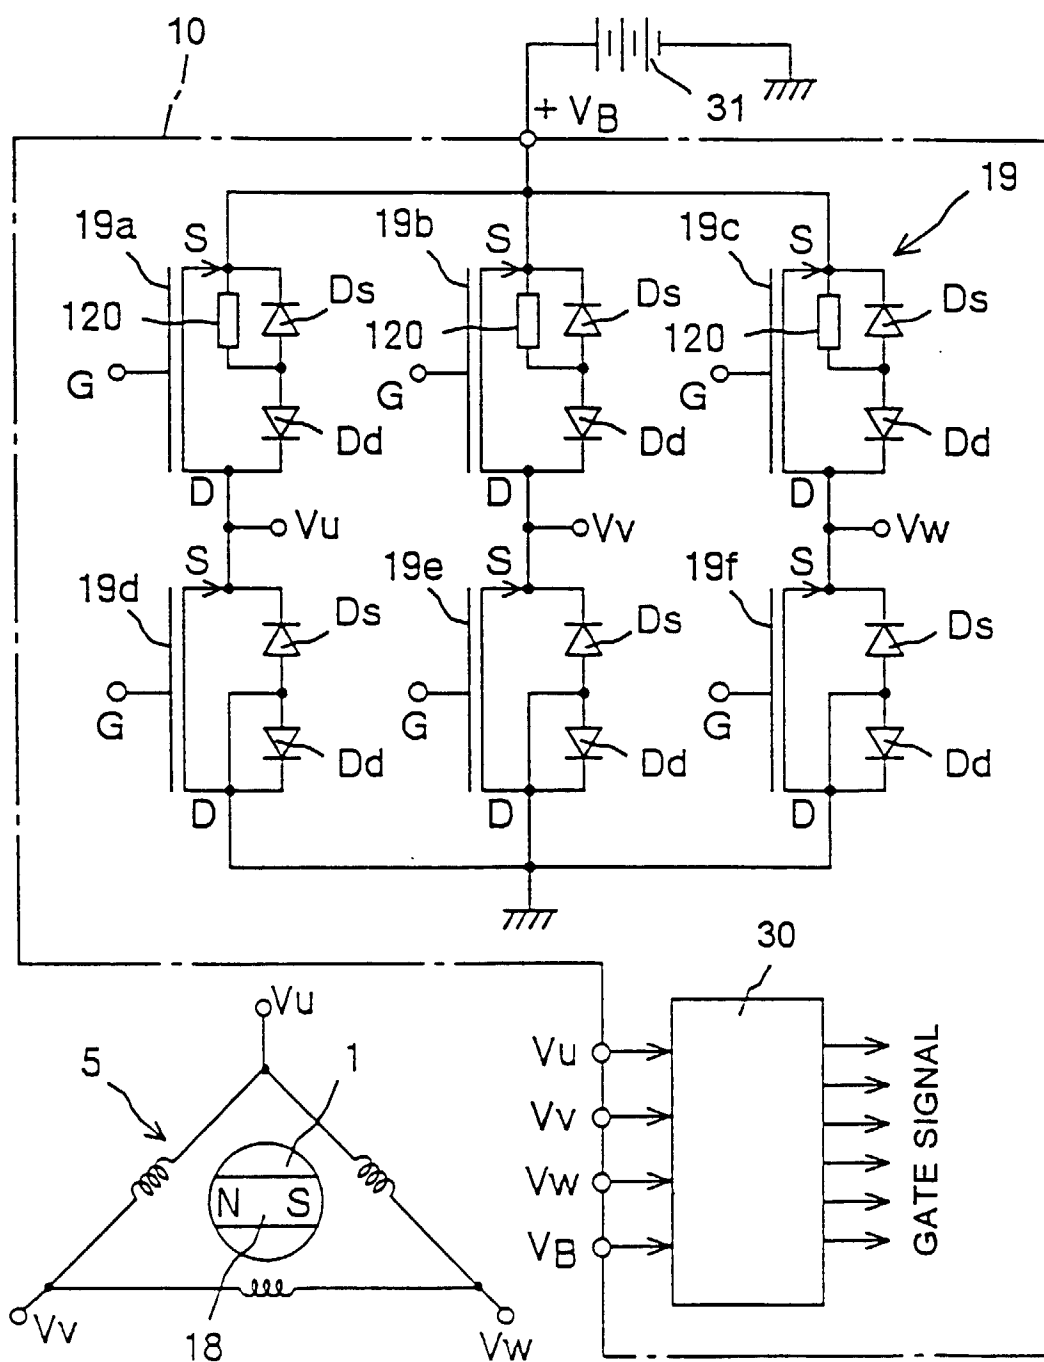 10
31
+ VB
19
19a
S
Ds
120
G
Dd
D
Vu
19b
S
Ds
120
G
Dd
D
Vv
19c
S
Ds
120
G
Dd
D
Vw
19d
S
Ds
G
Dd
D
19e
S
Ds
G
Dd
D
19f
S
Ds
G
Dd
D
Vu
5
1
N S
18
Vv
Vw
30
Vu
Vv
Vw
VB
GATE SIGNAL